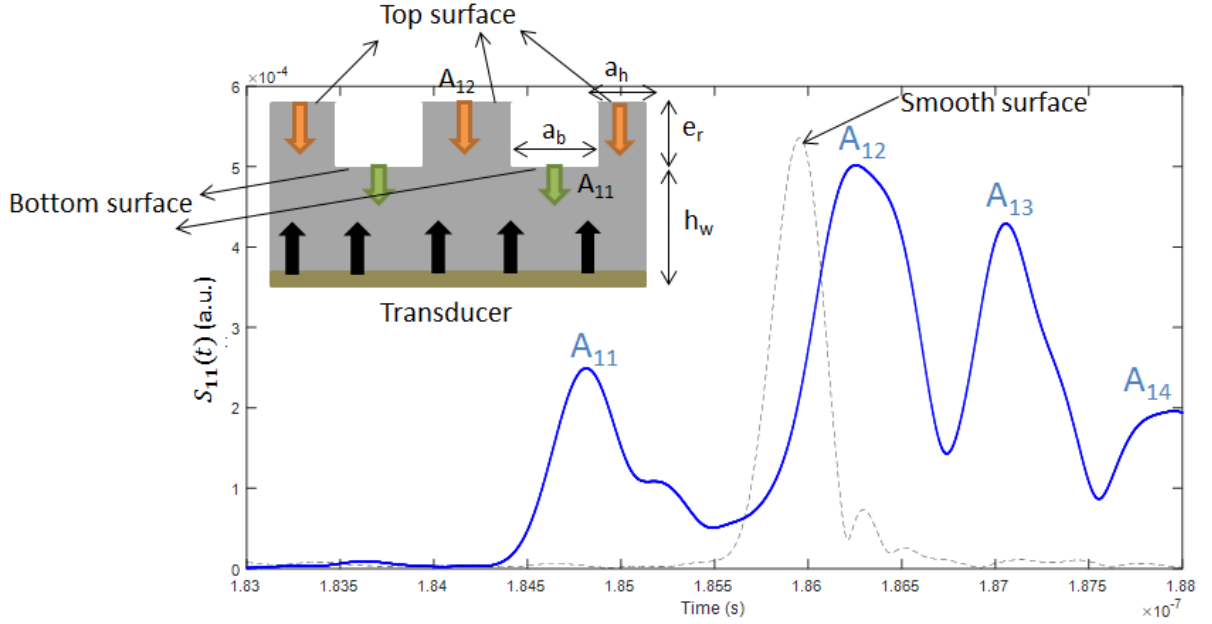 Top surface
×10⁻⁴
A₁₂
aₕ
Smooth surface
eᵣ
a_b
A₁₁
Bottom surface
h_w
Transducer
A₁₁
A₁₂
A₁₃
A₁₄
S₁₁(t) (a.u.)
6
5
4
3
2
1
0
1.83 1.835 1.84 1.845 1.85 1.855 1.86 1.865 1.87 1.875 1.88
Time (s)
×10⁻⁷